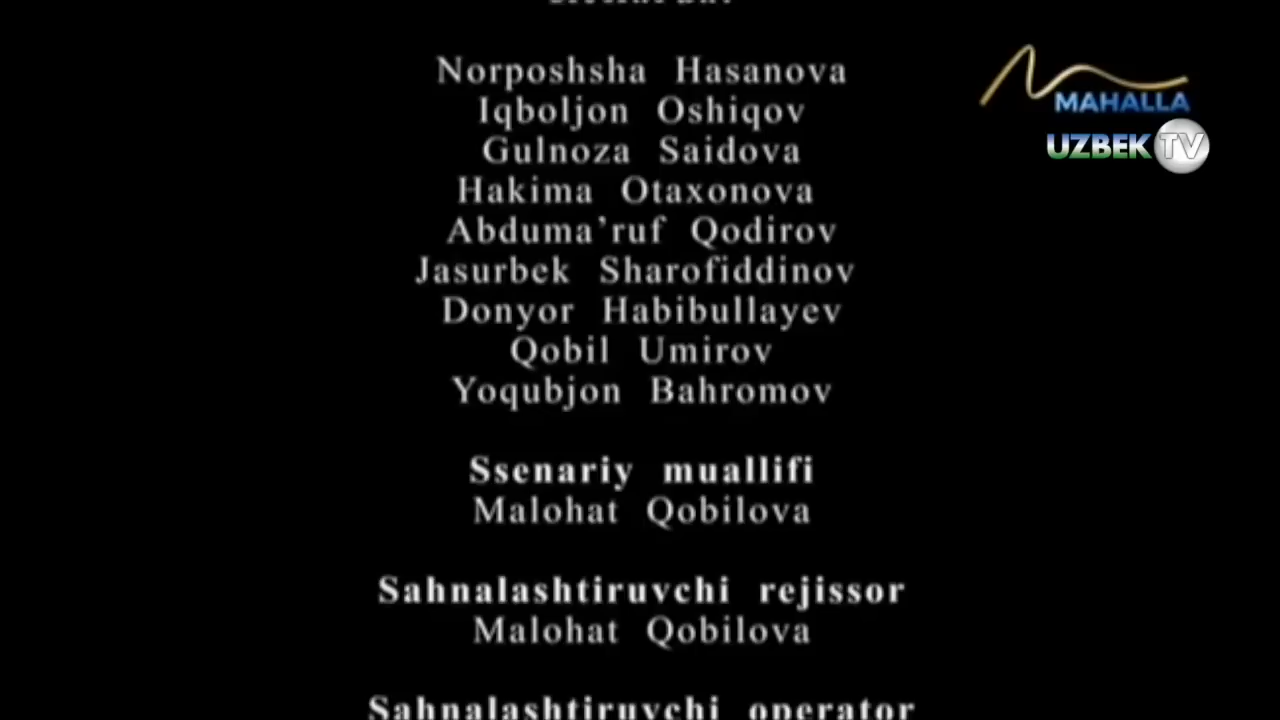 Norposhsha Hasanova
Iqboljon Oshiqov
Gulnoza Saidova
Hakima Otaxonova
Abduma’ruf Qodirov
Jasurbek Sharofiddinov
Donyor Habibullayev
Qobil Umirov
Yoqubjon Bahromov
Ssenariy muallifi
Malohat Qobilova
Sahnalashtiruvchi rejissor
Malohat Qobilova
Sahnalashtiruvchi operator
MAHALLA
UZBEK TV